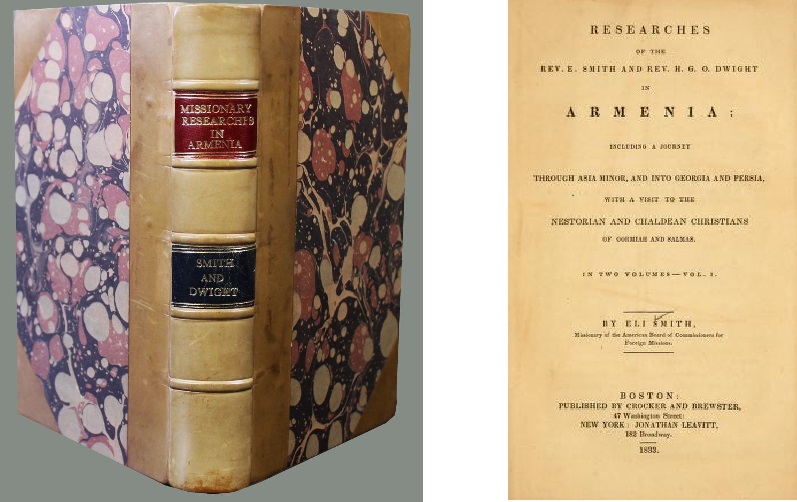 MISSIONARY
RESEARCHES
IN
ARMENIA
SMITH
AND
DWIGHT
RESEARCHES
OF THE
REV. E. SMITH AND REV. H. G. O. DWIGHT
IN
ARMENIA:
INCLUDING A JOURNEY
THROUGH ASIA MINOR, AND INTO GEORGIA AND PERSIA,
WITH A VISIT TO THE
NESTORIAN AND CHALDEAN CHRISTIANS
OF OORMIAH AND SALMAS.
IN TWO VOLUMES—VOL. I.
BY ELI SMITH,
Missionary of the American Board of Commissioners for
Foreign Missions.
BOSTON:
PUBLISHED BY CROCKER AND BREWSTER,
47 Washington Street:
NEW YORK: JONATHAN LEAVITT,
182 Broadway.
1833.